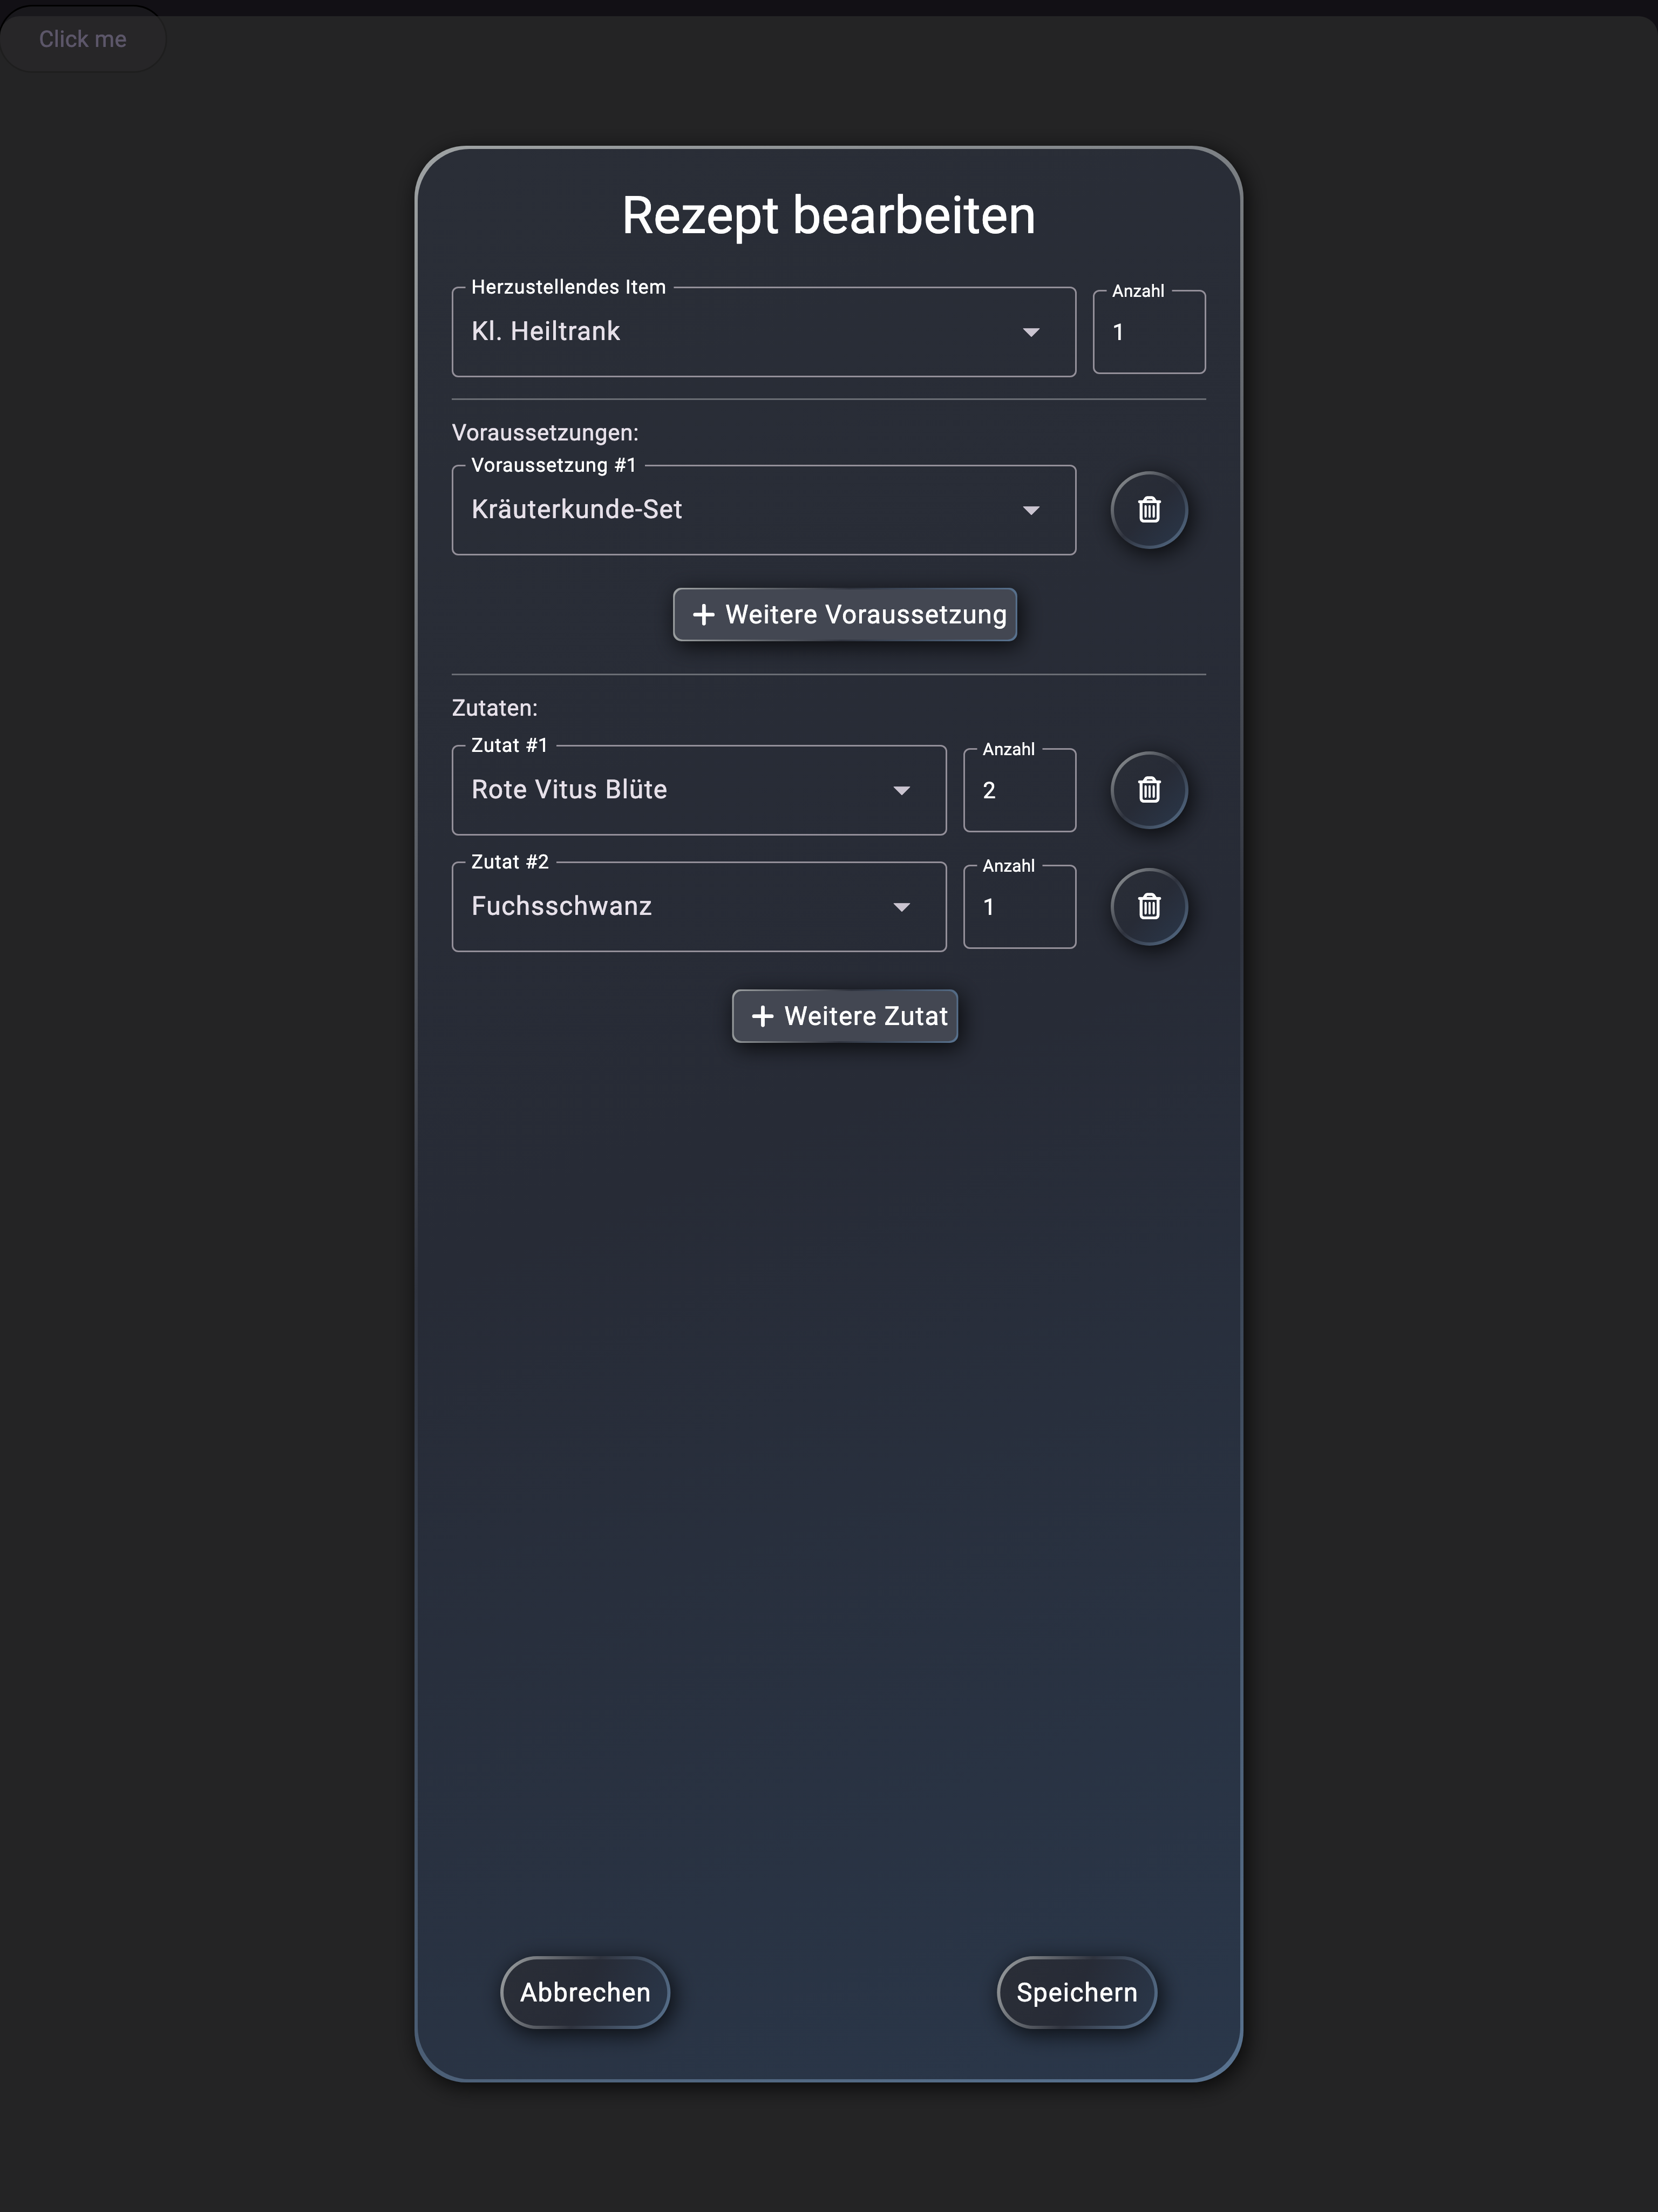 Click me
Rezept bearbeiten
Herzustellendes Item
Anzahl
Kl. Heiltrank
1
Voraussetzungen:
Voraussetzung #1
Kräuterkunde-Set
Weitere Voraussetzung
Zutaten:
Zutat #1
Anzahl
Rote Vitus Blüte
2
Zutat #2
Anzahl
Fuchsschwanz
1
Weitere Zutat
Abbrechen
Speichern